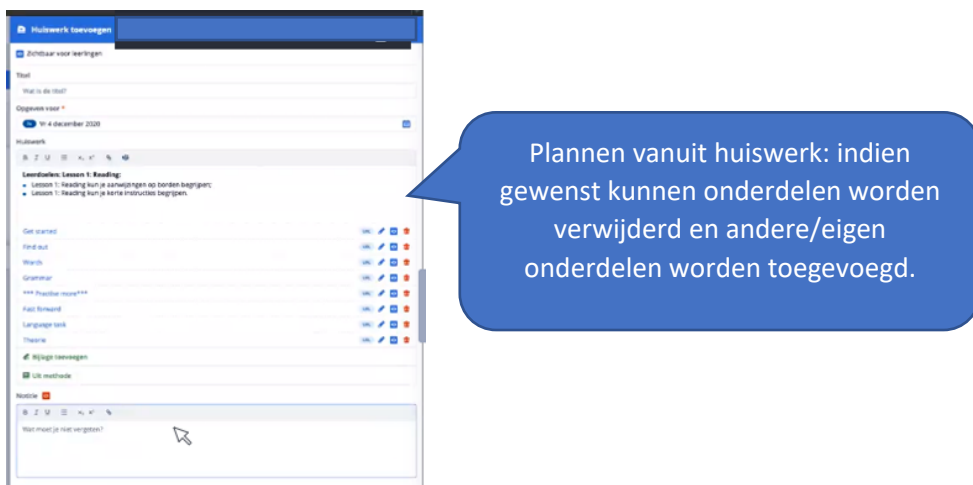 Huiswerk toevoegen
Zichtbaar voor leerlingen
Titel
Wat is de titel?
Opgeven voor *
Vr 4 december 2020
Huiswerk
B I U
Leerdoelen: Lesson 1: Reading:
Lesson 1: Reading kun je aanwijzingen op borden begrijpen;
Lesson 1: Reading kun je korte instructies begrijpen.
Get started
Find out
Words
Grammar
*** Practise more***
Fast forward
Language task
Theorie
Bijlage toevoegen
Uit methode
Notitie
B I U
Wat moet je niet vergeten?
Plannen vanuit huiswerk: indien
gewenst kunnen onderdelen worden
verwijderd en andere/eigen
onderdelen worden toegevoegd.